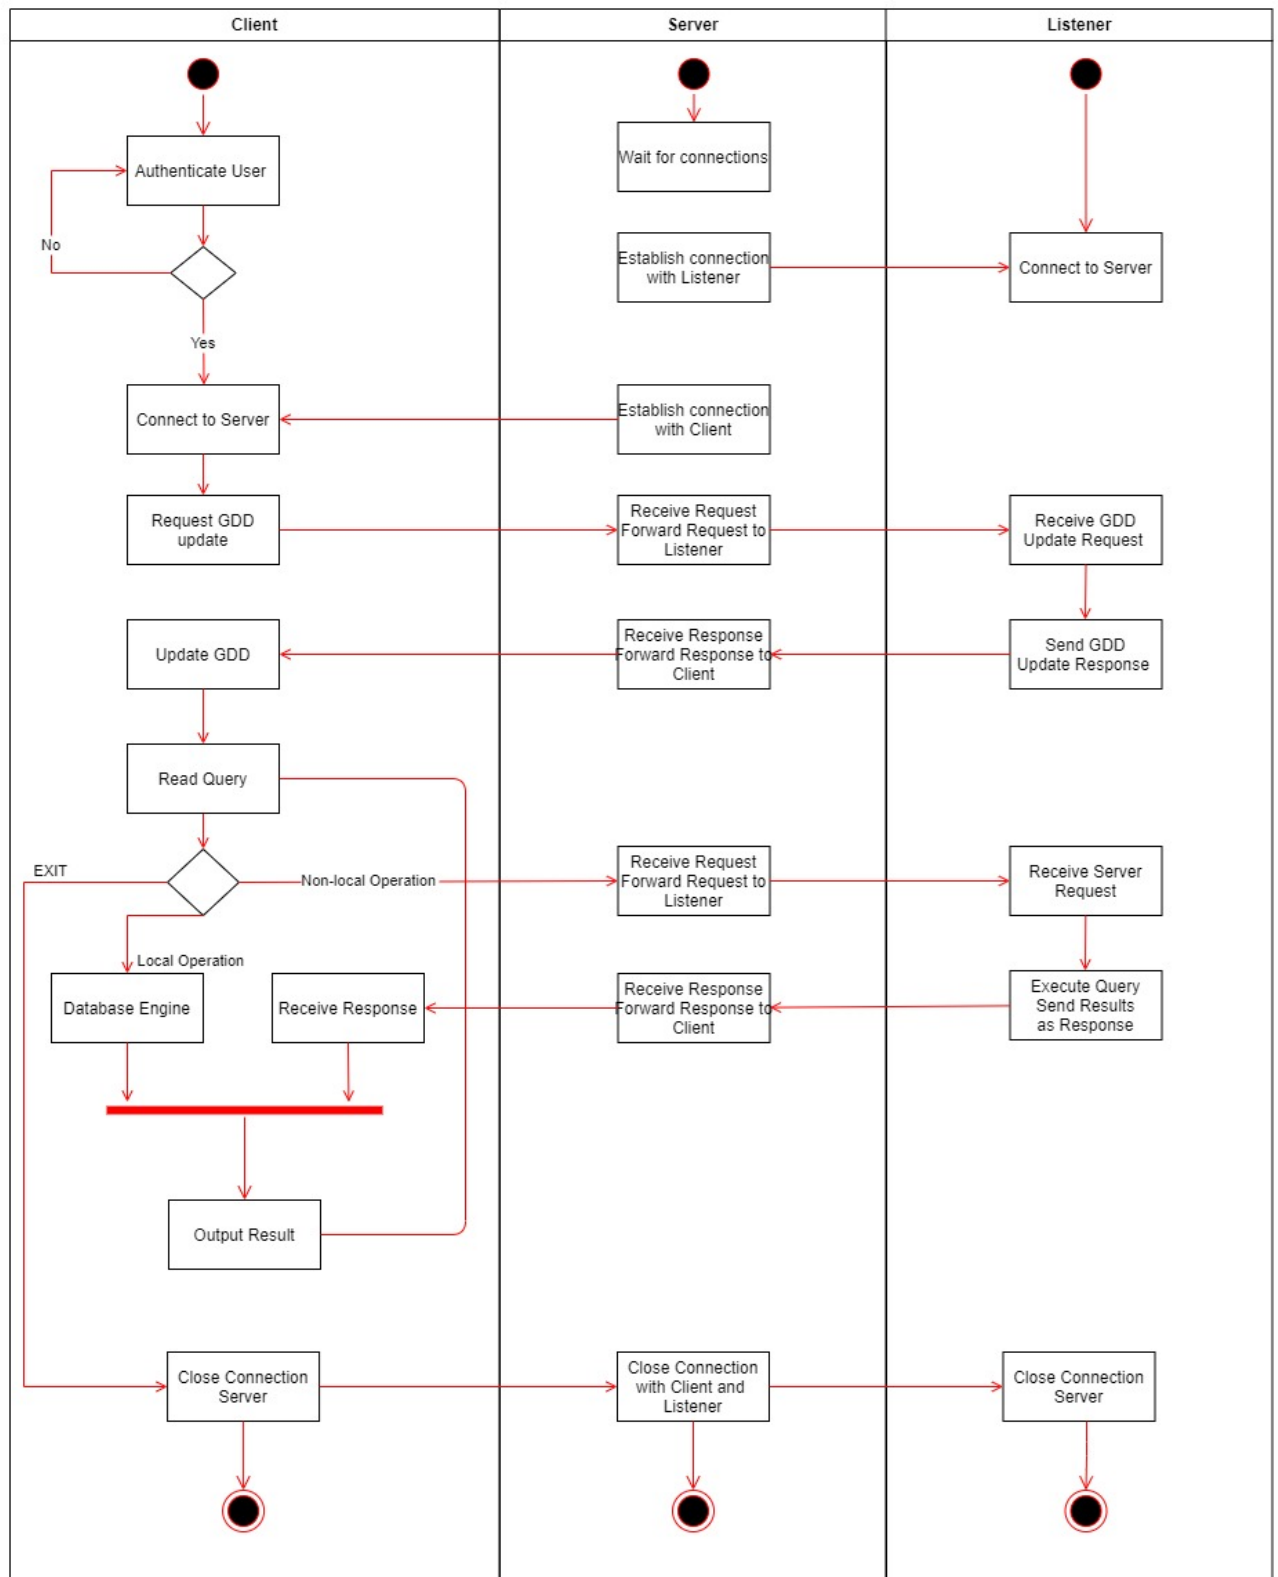 Client
Server
Listener
Authenticate User
Wait for connections
No
Establish connection
with Listener
Connect to Server
Yes
Connect to Server
Establish connection
with Client
Request GDD
update
Receive Request
Forward Request to
Listener
Receive GDD
Update Request
Update GDD
Receive Response
Forward Response to
Client
Send GDD
Update Response
Read Query
EXIT
Non-local Operation
Receive Request
Forward Request to
Listener
Receive Server
Request
Local Operation
Database Engine
Receive Response
Receive Response
Forward Response to
Client
Execute Query
Send Results
as Response
Output Result
Close Connection
Server
Close Connection
with Client and
Listener
Close Connection
Server